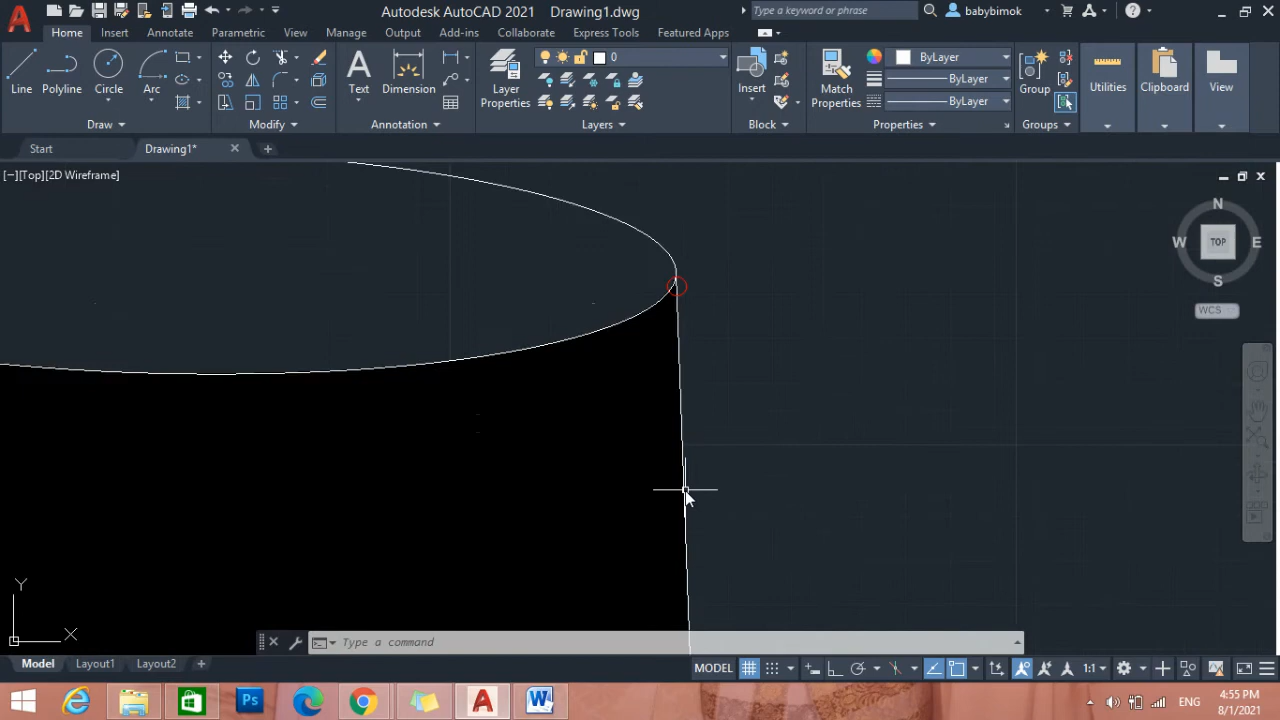 Autodesk AutoCAD 2021 Drawing1.dwg
Type a keyword or phrase
babybimok
Home Insert Annotate Parametric View Manage Output Add-ins Collaborate Express Tools Featured Apps
Line Polyline Circle Arc
Draw
Modify
Text Dimension
Annotation
Layer Properties
0
Layers
Insert
Block
Match Properties
ByLayer
ByLayer
ByLayer
Properties
Group
Groups
Utilities
Clipboard
View
Start Drawing1*
[−][Top][2D Wireframe]
N
W TOP E
S
WCS
Y
X
Type a command
Model Layout1 Layout2
MODEL
1:1
Ps
W
ENG
4:55 PM
8/1/2021